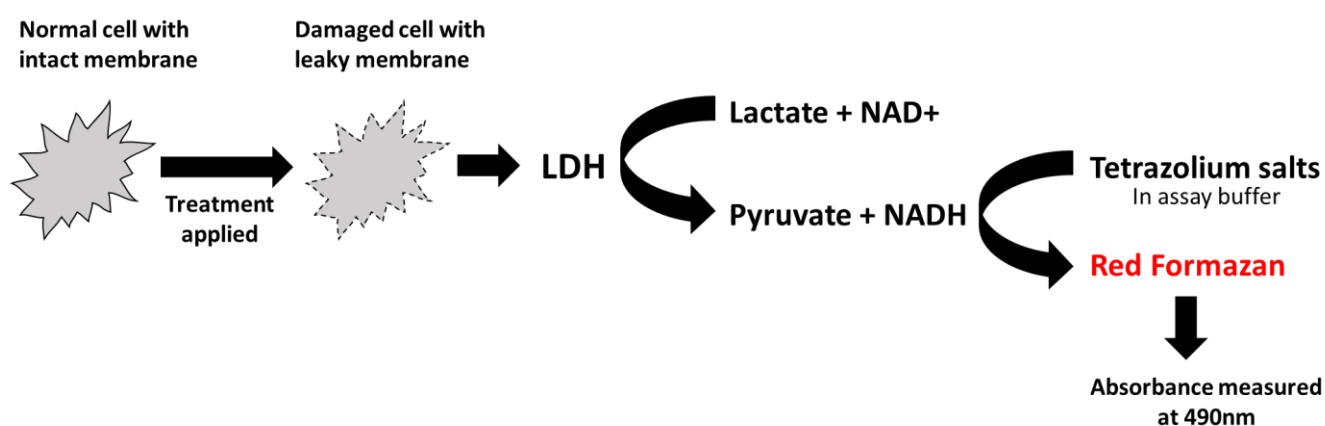 Normal cell with
intact membrane
Damaged cell with
leaky membrane
Treatment
applied
LDH
Lactate + NAD+
Pyruvate + NADH
Tetrazolium salts
In assay buffer
Red Formazan
Absorbance measured
at 490nm